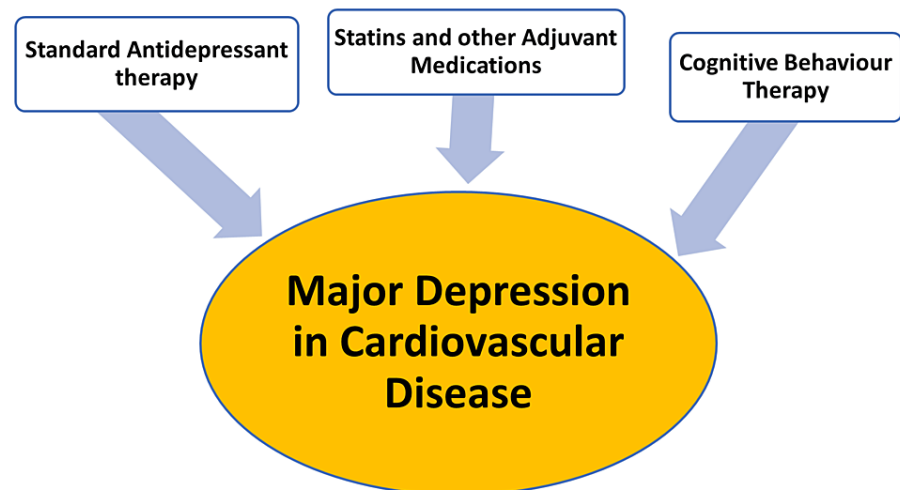 Standard Antidepressant
therapy
Statins and other Adjuvant
Medications
Cognitive Behaviour
Therapy
Major Depression
in Cardiovascular
Disease